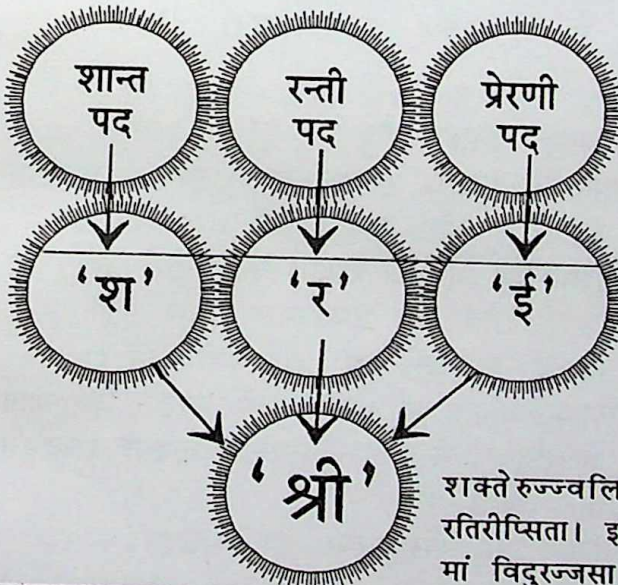 शान्त पद
रन्ती पद
प्रेरणी पद
‘श’ ‘र’ ‘ई’
‘श्री’
शक्ते रुज्ज्वलि
रतिरीप्सिता। इ
मां विदुरज्जसा